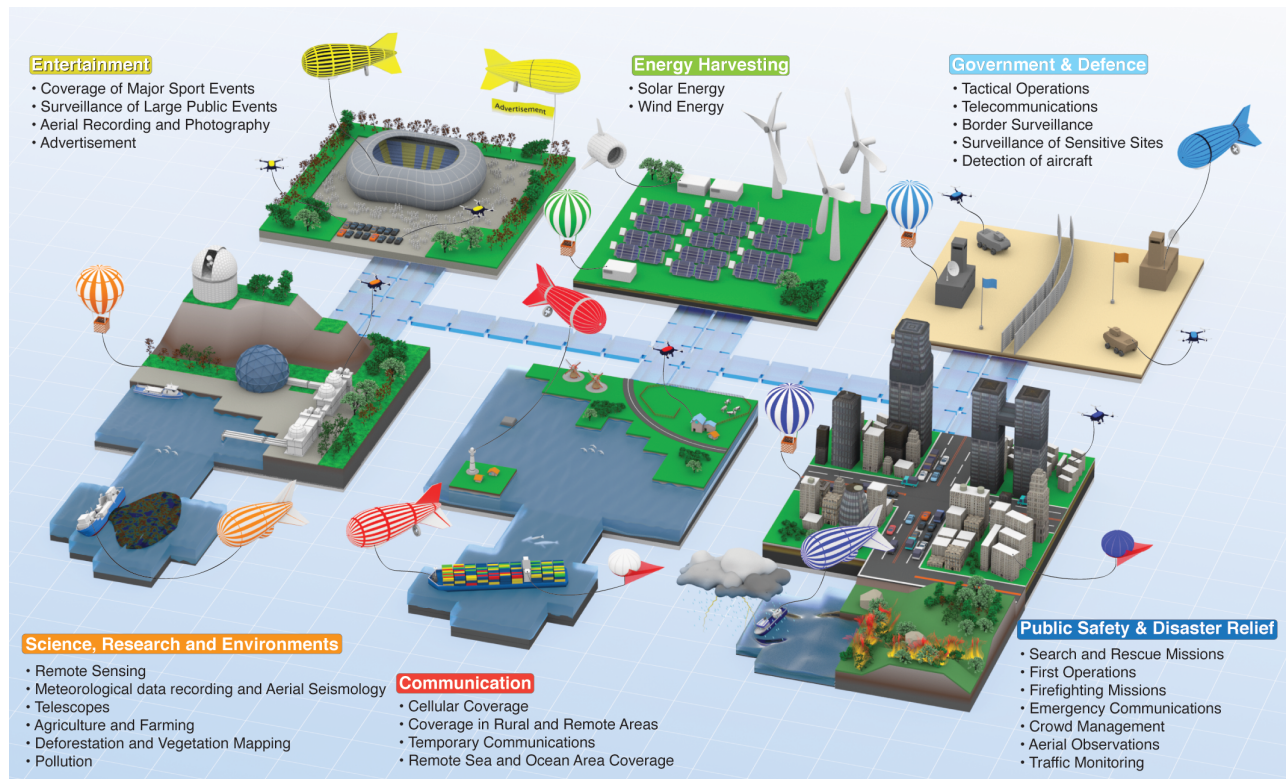 Entertainment
• Coverage of Major Sport Events
• Surveillance of Large Public Events
• Aerial Recording and Photography
• Advertisement
Advertisement
Energy Harvesting
• Solar Energy
• Wind Energy
Government & Defence
• Tactical Operations
• Telecommunications
• Border Surveillance
• Surveillance of Sensitive Sites
• Detection of aircraft
Science, Research and Environments
• Remote Sensing
• Meteorological data recording and Aerial Seismology
• Telescopes
• Agriculture and Farming
• Deforestation and Vegetation Mapping
• Pollution
Communication
• Cellular Coverage
• Coverage in Rural and Remote Areas
• Temporary Communications
• Remote Sea and Ocean Area Coverage
Public Safety & Disaster Relief
• Search and Rescue Missions
• First Operations
• Firefighting Missions
• Emergency Communications
• Crowd Management
• Aerial Observations
• Traffic Monitoring